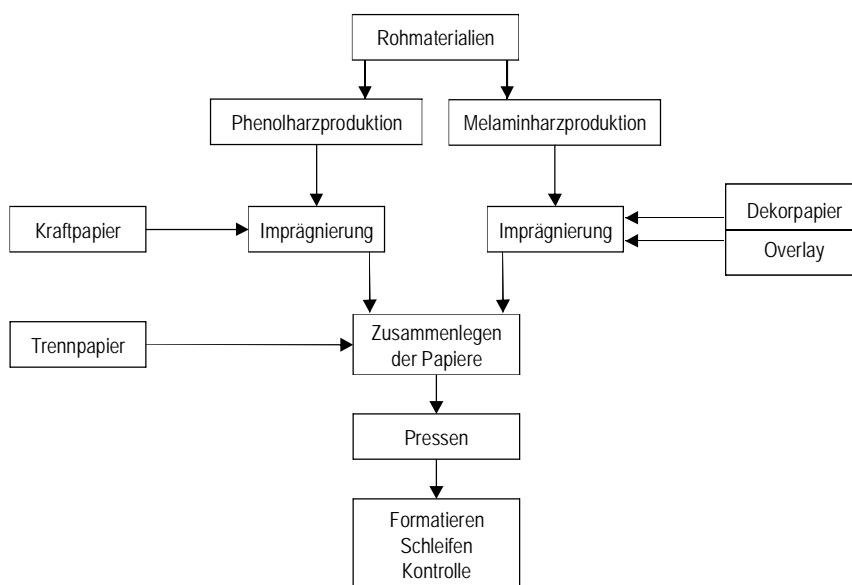 Rohmaterialien
Phenolharzproduktion
Melaminharzproduktion
Kraftpapier
Imprägnierung
Imprägnierung
Dekorpapier
Overlay
Trennpapier
Zusammenlegen
der Papiere
Pressen
Formatieren
Schleifen
Kontrolle